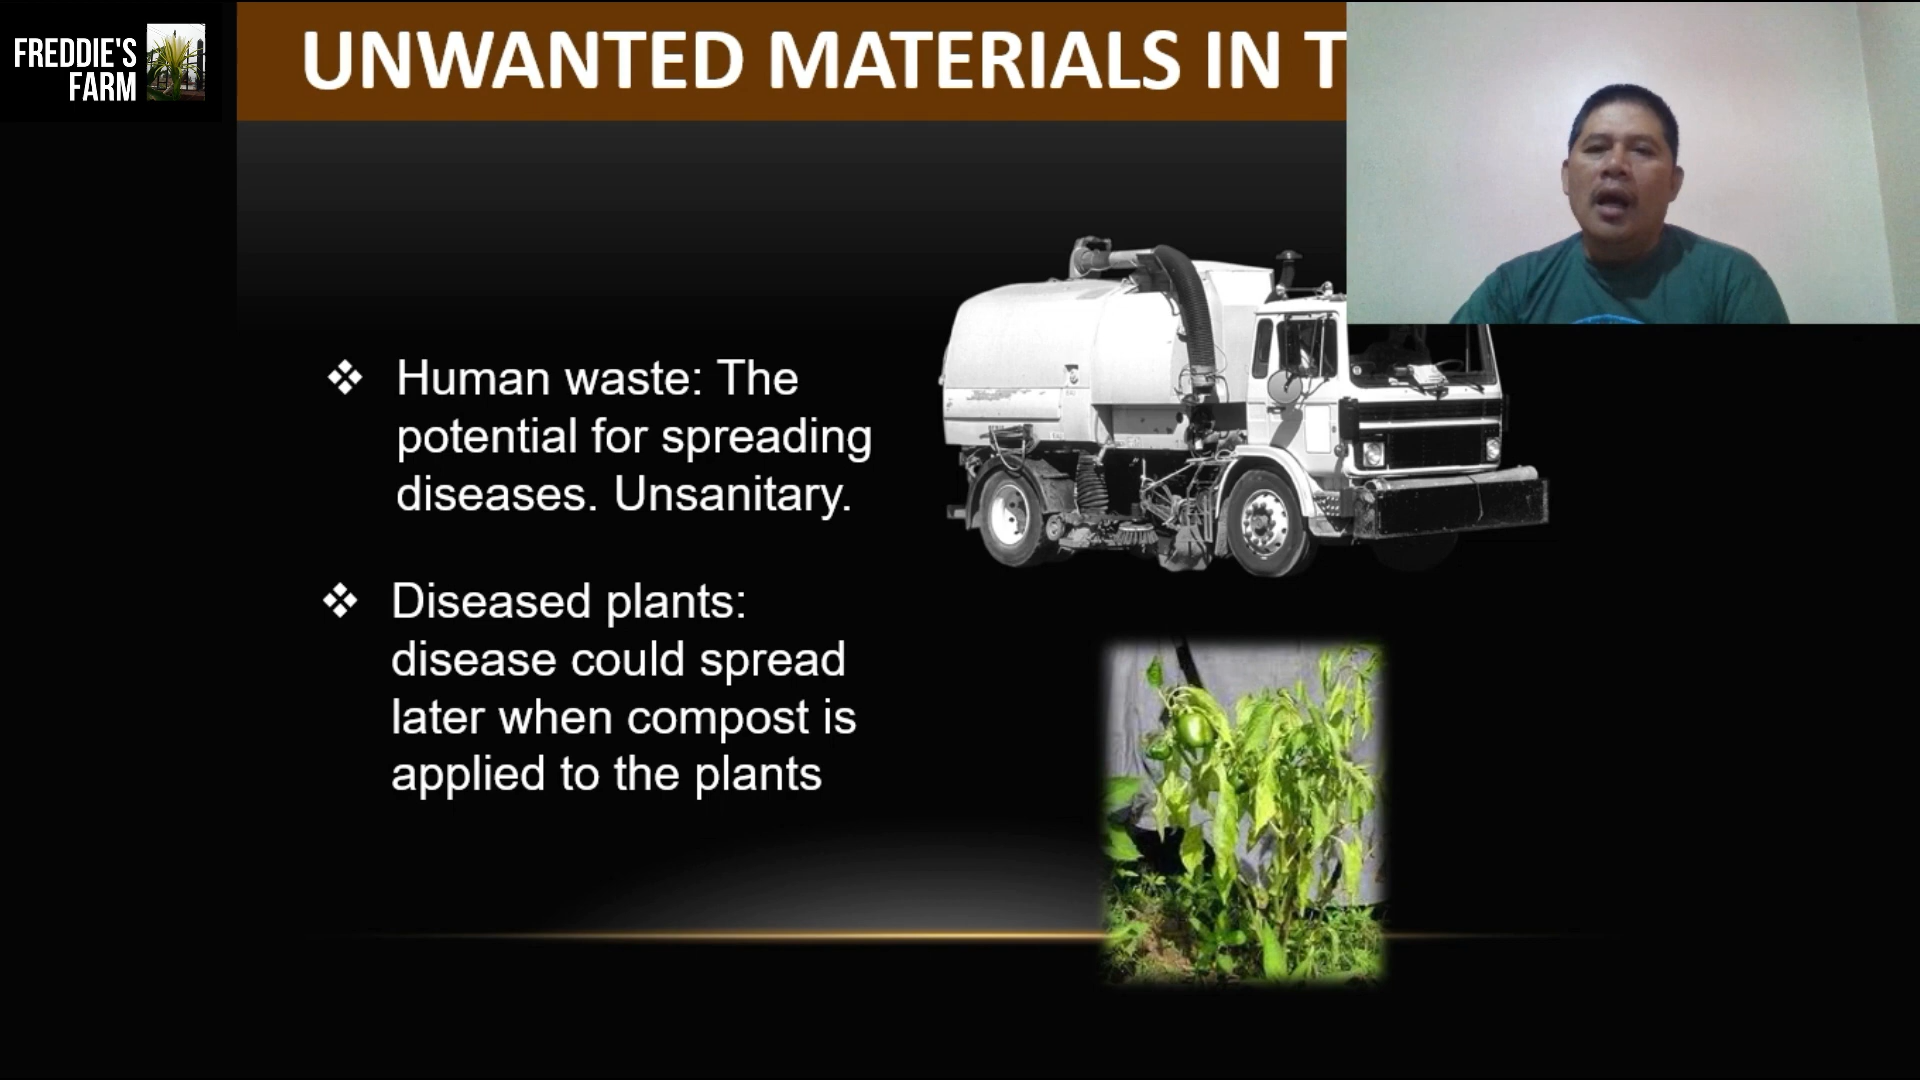 FREDDIE'S
FARM
UNWANTED MATERIALS IN T
❖ Human waste: The
potential for spreading
diseases. Unsanitary.
❖ Diseased plants:
disease could spread
later when compost is
applied to the plants